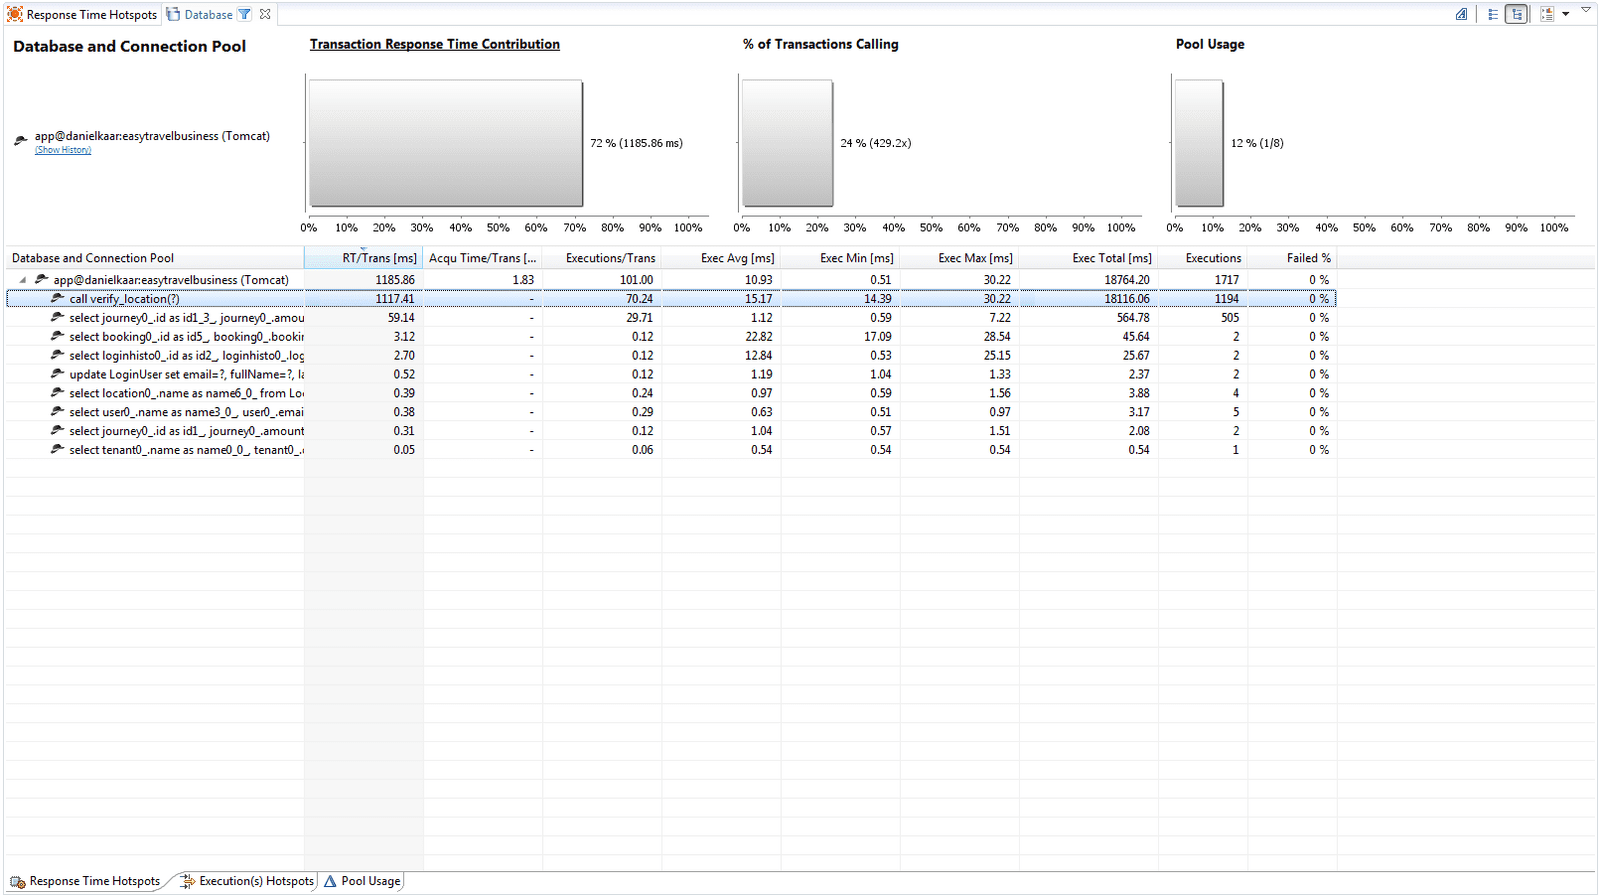 Response Time Hotspots Database
Database and Connection Pool Transaction Response Time Contribution % of Transactions Calling Pool Usage
app@danielkaar:easytravelbusiness (Tomcat)
(Show History)
72 % (1185.86 ms) 24 % (429.2x) 12 % (1/8)
0% 10% 20% 30% 40% 50% 60% 70% 80% 90% 100% 0% 10% 20% 30% 40% 50% 60% 70% 80% 90% 100% 0% 10% 20% 30% 40% 50% 60% 70% 80% 90% 100%
Database and Connection Pool RT/Trans [ms] Acqu Time/Trans [... Executions/Trans Exec Avg [ms] Exec Min [ms] Exec Max [ms] Exec Total [ms] Executions Failed %
app@danielkaar:easytravelbusiness (Tomcat) 1185.86 1.83 101.00 10.93 0.51 30.22 18764.20 1717 0 %
call verify_location(?) 1117.41 - 70.24 15.17 14.39 30.22 18116.06 1194 0 %
select journey0_.id as id1_3_, journey0_.amou 59.14 - 29.71 1.12 0.59 7.22 564.78 505 0 %
select booking0_.id as id5_, booking0_.bookin 3.12 - 0.12 22.82 17.09 28.54 45.64 2 0 %
select loginhisto0_.id as id2_, loginhisto0_.log 2.70 - 0.12 12.84 0.53 25.15 25.67 2 0 %
update LoginUser set email=?, fullName=?, la 0.52 - 0.12 1.19 1.04 1.33 2.37 2 0 %
select location0_.name as name6_0_ from Loc 0.39 - 0.24 0.97 0.59 1.56 3.88 4 0 %
select user0_.name as name3_0_, user0_.emai 0.38 - 0.29 0.63 0.51 0.97 3.17 5 0 %
select journey0_.id as id1_, journey0_.amount 0.31 - 0.12 1.04 0.57 1.51 2.08 2 0 %
select tenant0_.name as name0_0_, tenant0_. 0.05 - 0.06 0.54 0.54 0.54 0.54 1 0 %
Response Time Hotspots Execution(s) Hotspots Pool Usage